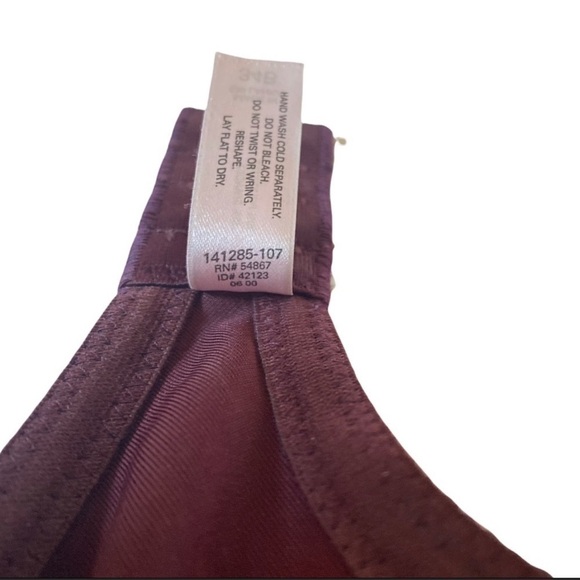 HAND WASH COLD SEPARATELY.
DO NOT BLEACH.
DO NOT TWIST OR WRING.
RESHAPE.
LAY FLAT TO DRY.
141285-107
RN# 54867
ID# 42123
06 00